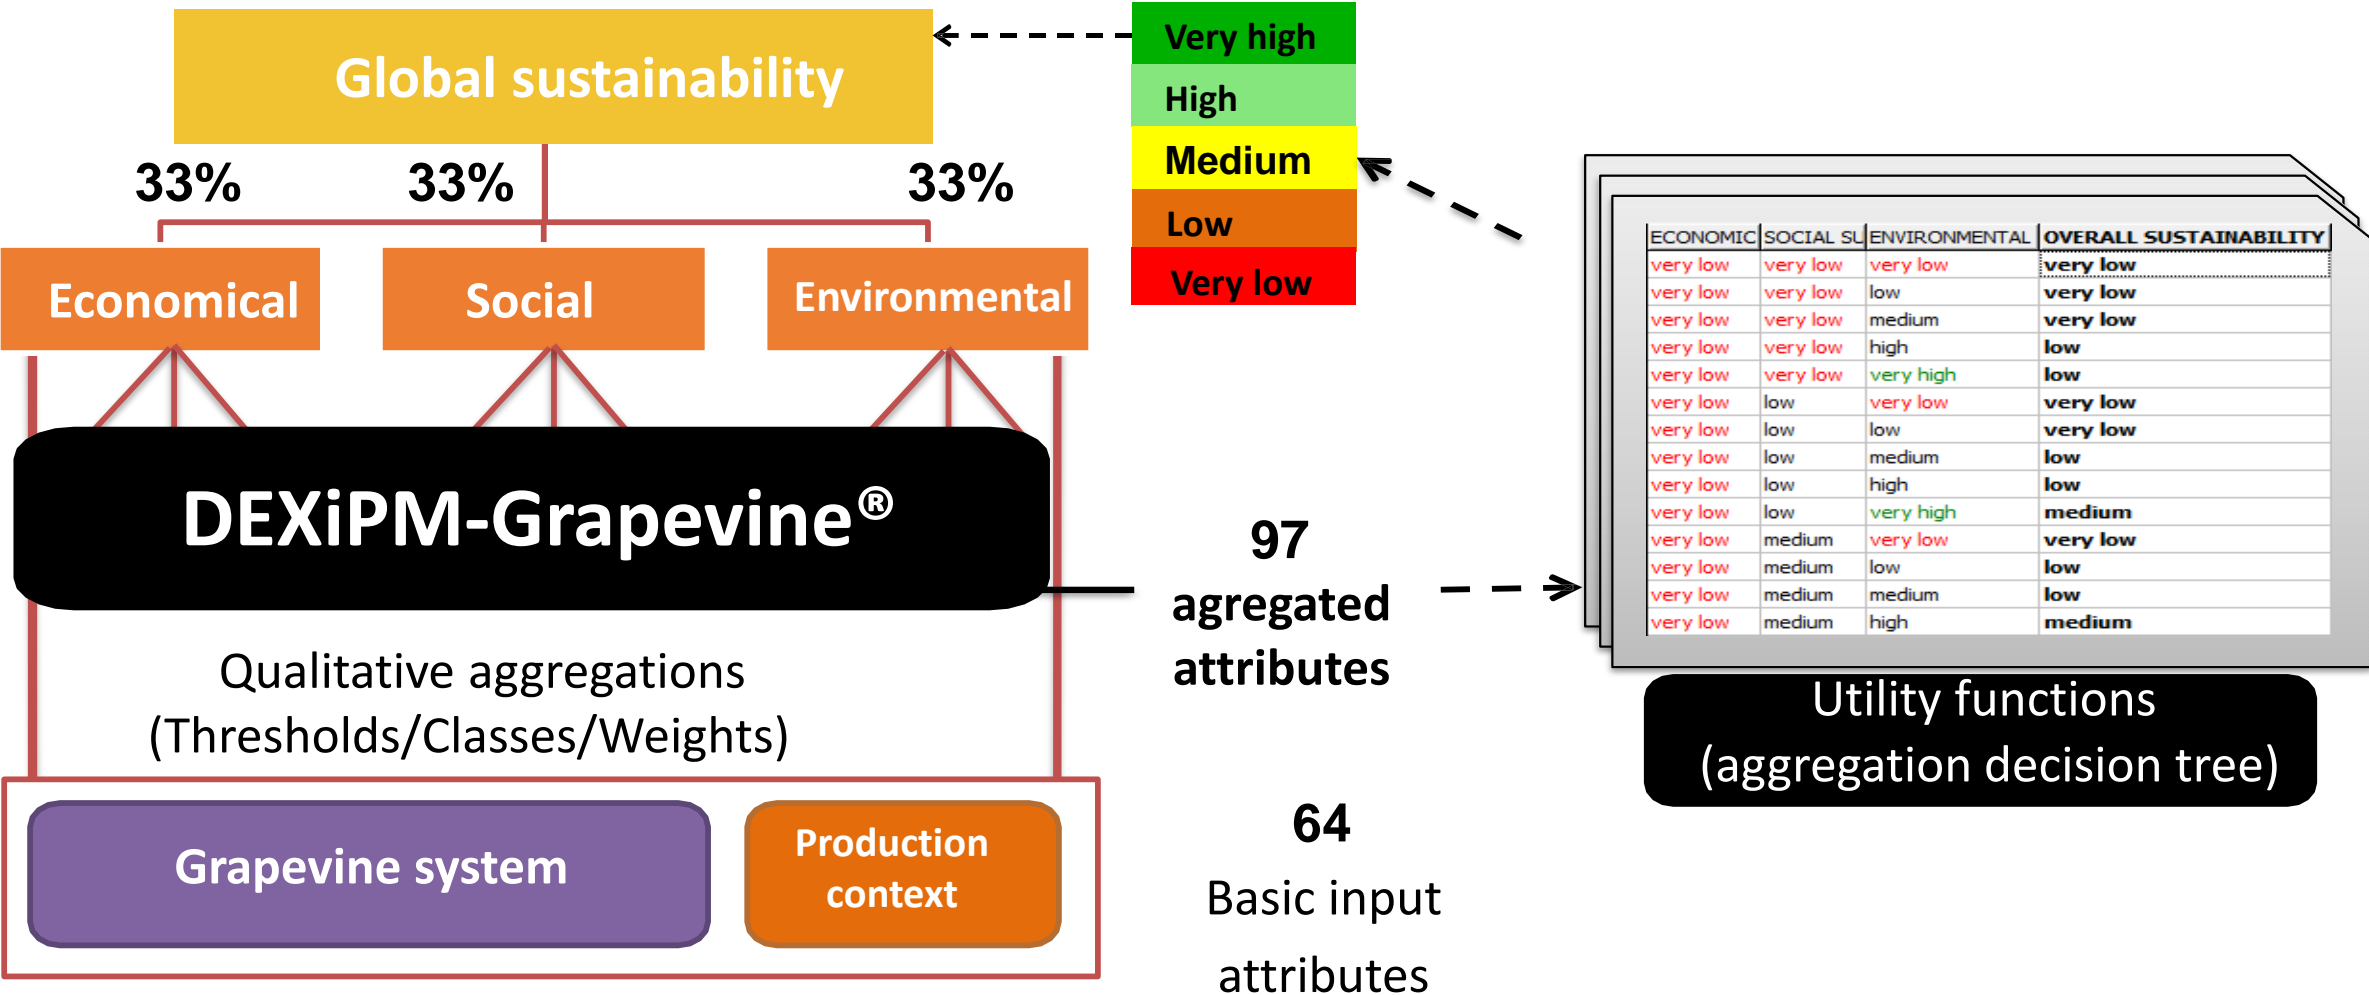 Global sustainability
33% 33% 33%
Economical
Social
Environmental
Very high
High
Medium
Low
Very low
DEXiPM-Grapevine®
Qualitative aggregations
(Thresholds/Classes/Weights)
Grapevine system
Production
context
97
agregated
attributes
64
Basic input
attributes
ECONOMIC SOCIAL SU ENVIRONMENTAL OVERALL SUSTAINABILITY
very low very low very low very low
very low very low low very low
very low very low medium very low
very low very low high low
very low very low very high low
very low low very low very low
very low low low very low
very low low medium low
very low low high low
very low low very high medium
very low medium very low very low
very low medium low low
very low medium medium low
very low medium high medium
Utility functions
(aggregation decision tree)